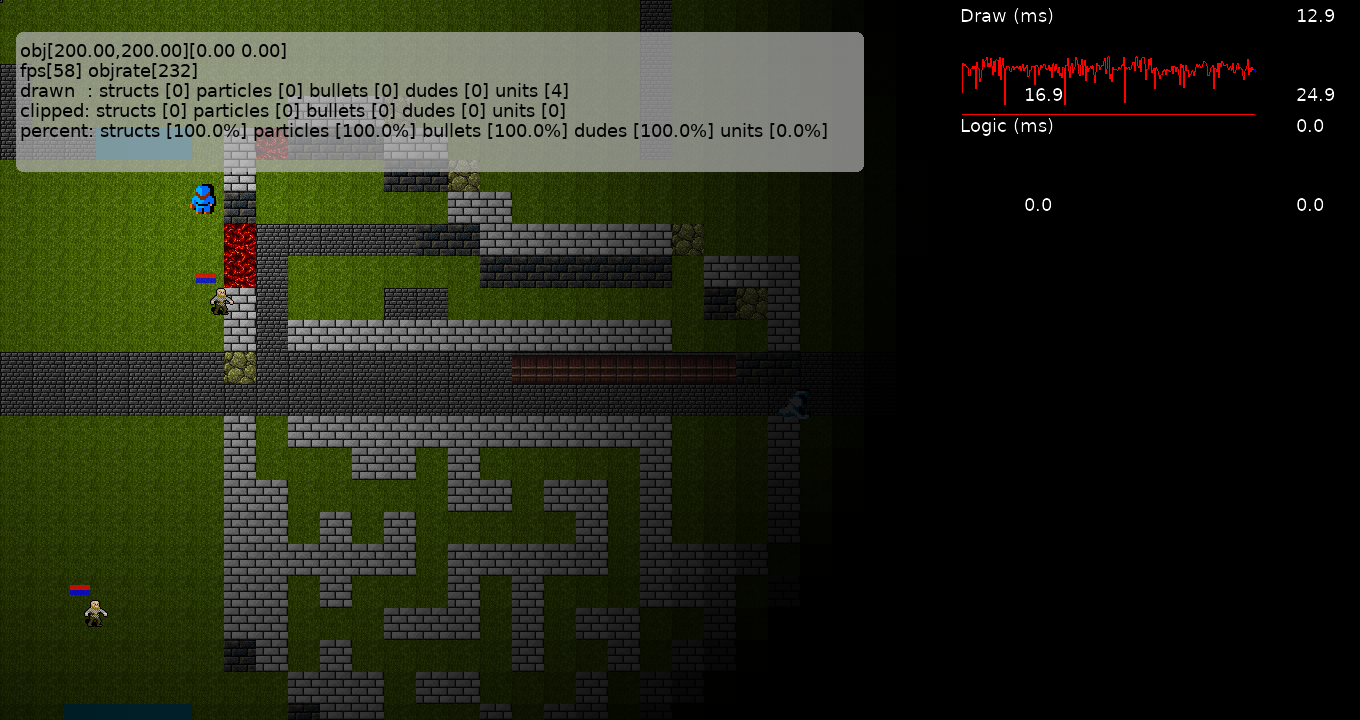 obj[200.00,200.00][0.00 0.00]
fps[58] objrate[232]
drawn  : structs [0] particles [0] bullets [0] dudes [0] units [4]
clipped: structs [0] particles [0] bullets [0] dudes [0] units [0]
percent: structs [100.0%] particles [100.0%] bullets [100.0%] dudes [100.0%] units [0.0%]
Draw (ms) 12.9
16.9 24.9
Logic (ms) 0.0
0.0 0.0